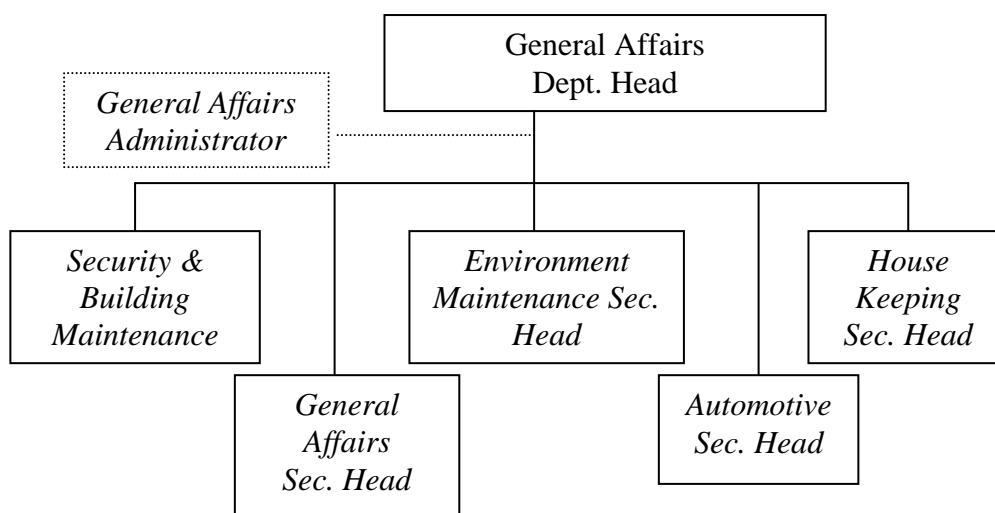 General Affairs
Dept. Head
General Affairs
Administrator
Security &
Building
Maintenance
Environment
Maintenance Sec.
Head
House
Keeping
Sec. Head
General
Affairs
Sec. Head
Automotive
Sec. Head